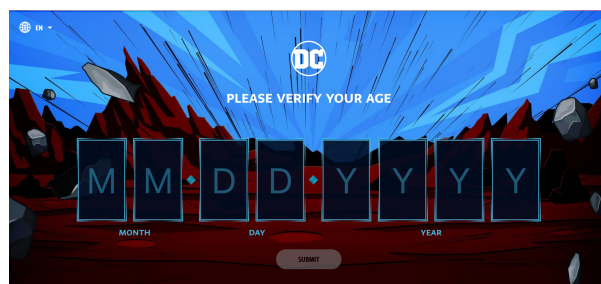 EN
DC
PLEASE VERIFY YOUR AGE
M M D D Y Y Y Y
MONTH DAY YEAR
SUBMIT